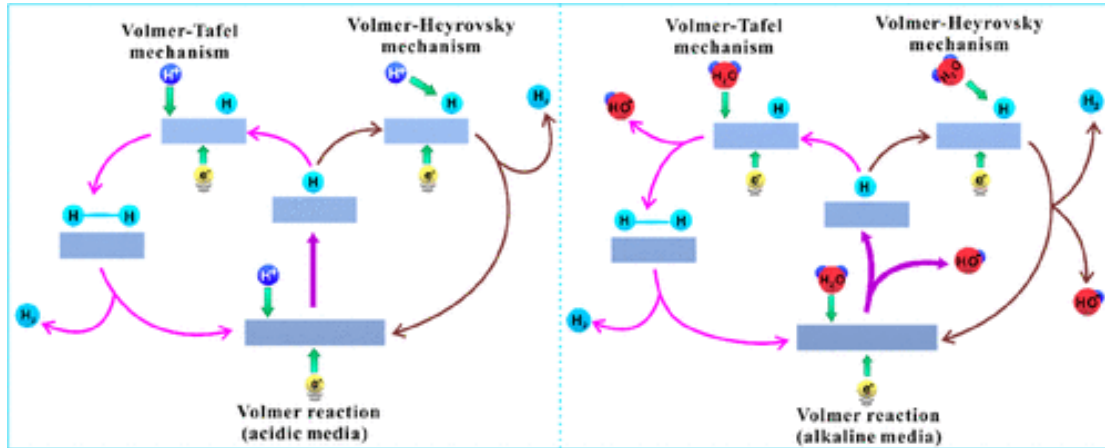 Volmer-Tafel
mechanism
Volmer-Heyrovsky
mechanism
H⁺
H
H⁺
H
H₂
e⁻
e⁻
H
H H
H⁺
H₂
e⁻
Volmer reaction
(acidic media)
Volmer-Tafel
mechanism
Volmer-Heyrovsky
mechanism
H₂O
H₂O
HO⁻
H
H
H₂
e⁻
e⁻
H
H H
H₂O
HO⁻
HO⁻
H₂
e⁻
Volmer reaction
(alkaline media)